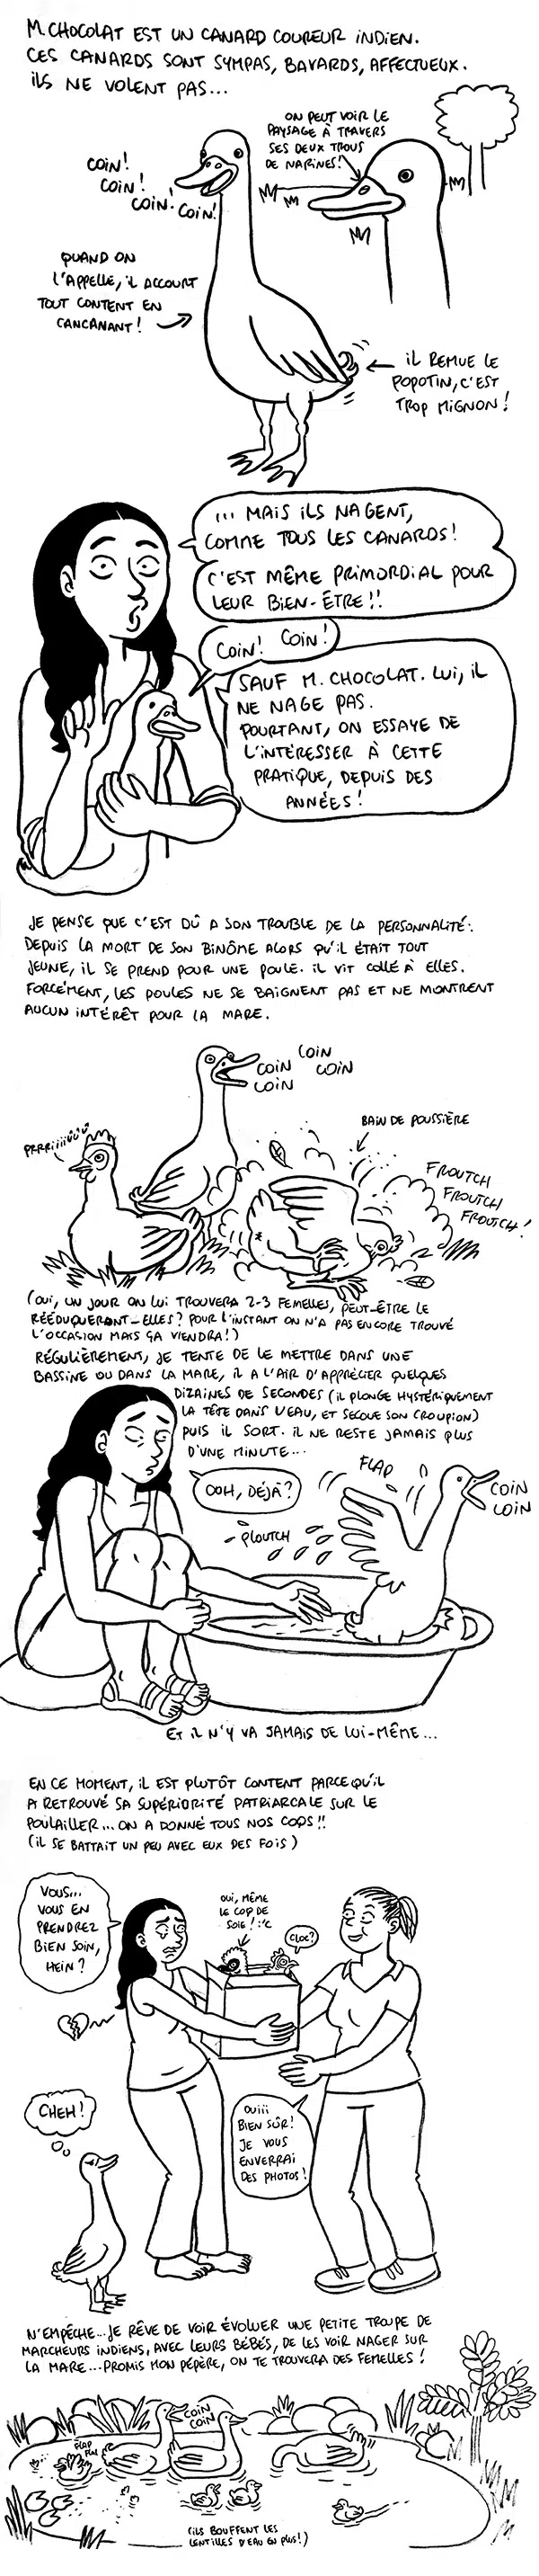 M. CHOCOLAT EST UN CANARD COUREUR INDIEN.
CES CANARDS SONT SYMPAS, BAVARDS, AFFECTUEUX.
ILS NE VOLENT PAS...
ON PEUT VOIR LE
PAYSAGE À TRAVERS
SES DEUX TROUS
DE NARINES!
COIN!
COIN!
COIN!
COIN!
QUAND ON
L'APPELLE, IL ACCOURT
TOUT CONTENT EN
CANCANANT!
IL REMUE LE
POPOTIN, C'EST
TROP MIGNON!
... MAIS ILS NAGENT,
COMME TOUS LES CANARDS!
C'EST MÊME PRIMORDIAL POUR
LEUR BIEN-ÊTRE!!
COIN! COIN!
SAUF M. CHOCOLAT. LUI, IL
NE NAGE PAS.
POURTANT, ON ESSAYE DE
L'INTÉRESSER À CETTE
PRATIQUE, DEPUIS DES
ANNÉES!
JE PENSE QUE C'EST DÛ A SON TROUBLE DE LA PERSONNALITÉ:
DEPUIS LA MORT DE SON BINÔME ALORS QU'IL ÉTAIT TOUT
JEUNE, IL SE PREND POUR UNE POULE. IL VIT COLLÉ À ELLES.
FORCÉMENT, LES POULES NE SE BAIGNENT PAS ET NE MONTRENT
AUCUN INTÉRÊT POUR LA MARE.
COIN
COIN
COIN
COIN
BAIN DE POUSSIÈRE
FROUTCH
FROUTCH
FROUTCH!
(OUI, UN JOUR ON LUI TROUVERA 2-3 FEMELLES, PEUT-ÊTRE LE
RÉÉDUQUERONT-ELLES? POUR L'INSTANT ON N'A PAS ENCORE TROUVÉ
L'OCCASION MAIS ÇA VIENDRA!)
RÉGULIÈREMENT, JE TENTE DE LE METTRE DANS UNE
BASSINE OU DANS LA MARE, IL A L'AIR D'APPRÉCIER QUELQUES
DIZAINES DE SECONDES (IL PLONGE HYSTÉRIQUEMENT
LA TÊTE DANS L'EAU, ET SECOUE SON CROUPION)
PUIS IL SORT. IL NE RESTE JAMAIS PLUS
D'UNE MINUTE...
FLAP
COIN
COIN
OOH, DÉJÀ?
PLOUTCH
ET IL N'Y VA JAMAIS DE LUI-MÊME...
EN CE MOMENT, IL EST PLUTÔT CONTENT PARCE QU'IL
A RETROUVÉ SA SUPÉRIORITÉ PATRIARCALE SUR LE
POULAILLER... ON A DONNÉ TOUS NOS COQS!!
(IL SE BATTAIT UN PEU AVEC EUX DES FOIS)
VOUS...
VOUS EN
PRENDREZ
BIEN SOIN,
HEIN?
OUI, MÊME
LE COQ DE
SOIE! :'C
CLOC?
CHEH!
OUIII
BIEN SÛR!
JE VOUS
ENVERRAI
DES PHOTOS!
N'EMPÊCHE... JE RÊVE DE VOIR ÉVOLUER UNE PETITE TROUPE DE
MARCHEURS INDIENS, AVEC LEURS BÉBÉS, DE LES VOIR NAGER SUR
LA MARE... PROMIS MON PÉPÈRE, ON TE TROUVERA DES FEMELLES!
COIN
COIN
FLAP
(ILS BOUFFENT LES
LENTILLES D'EAU EN PLUS!)